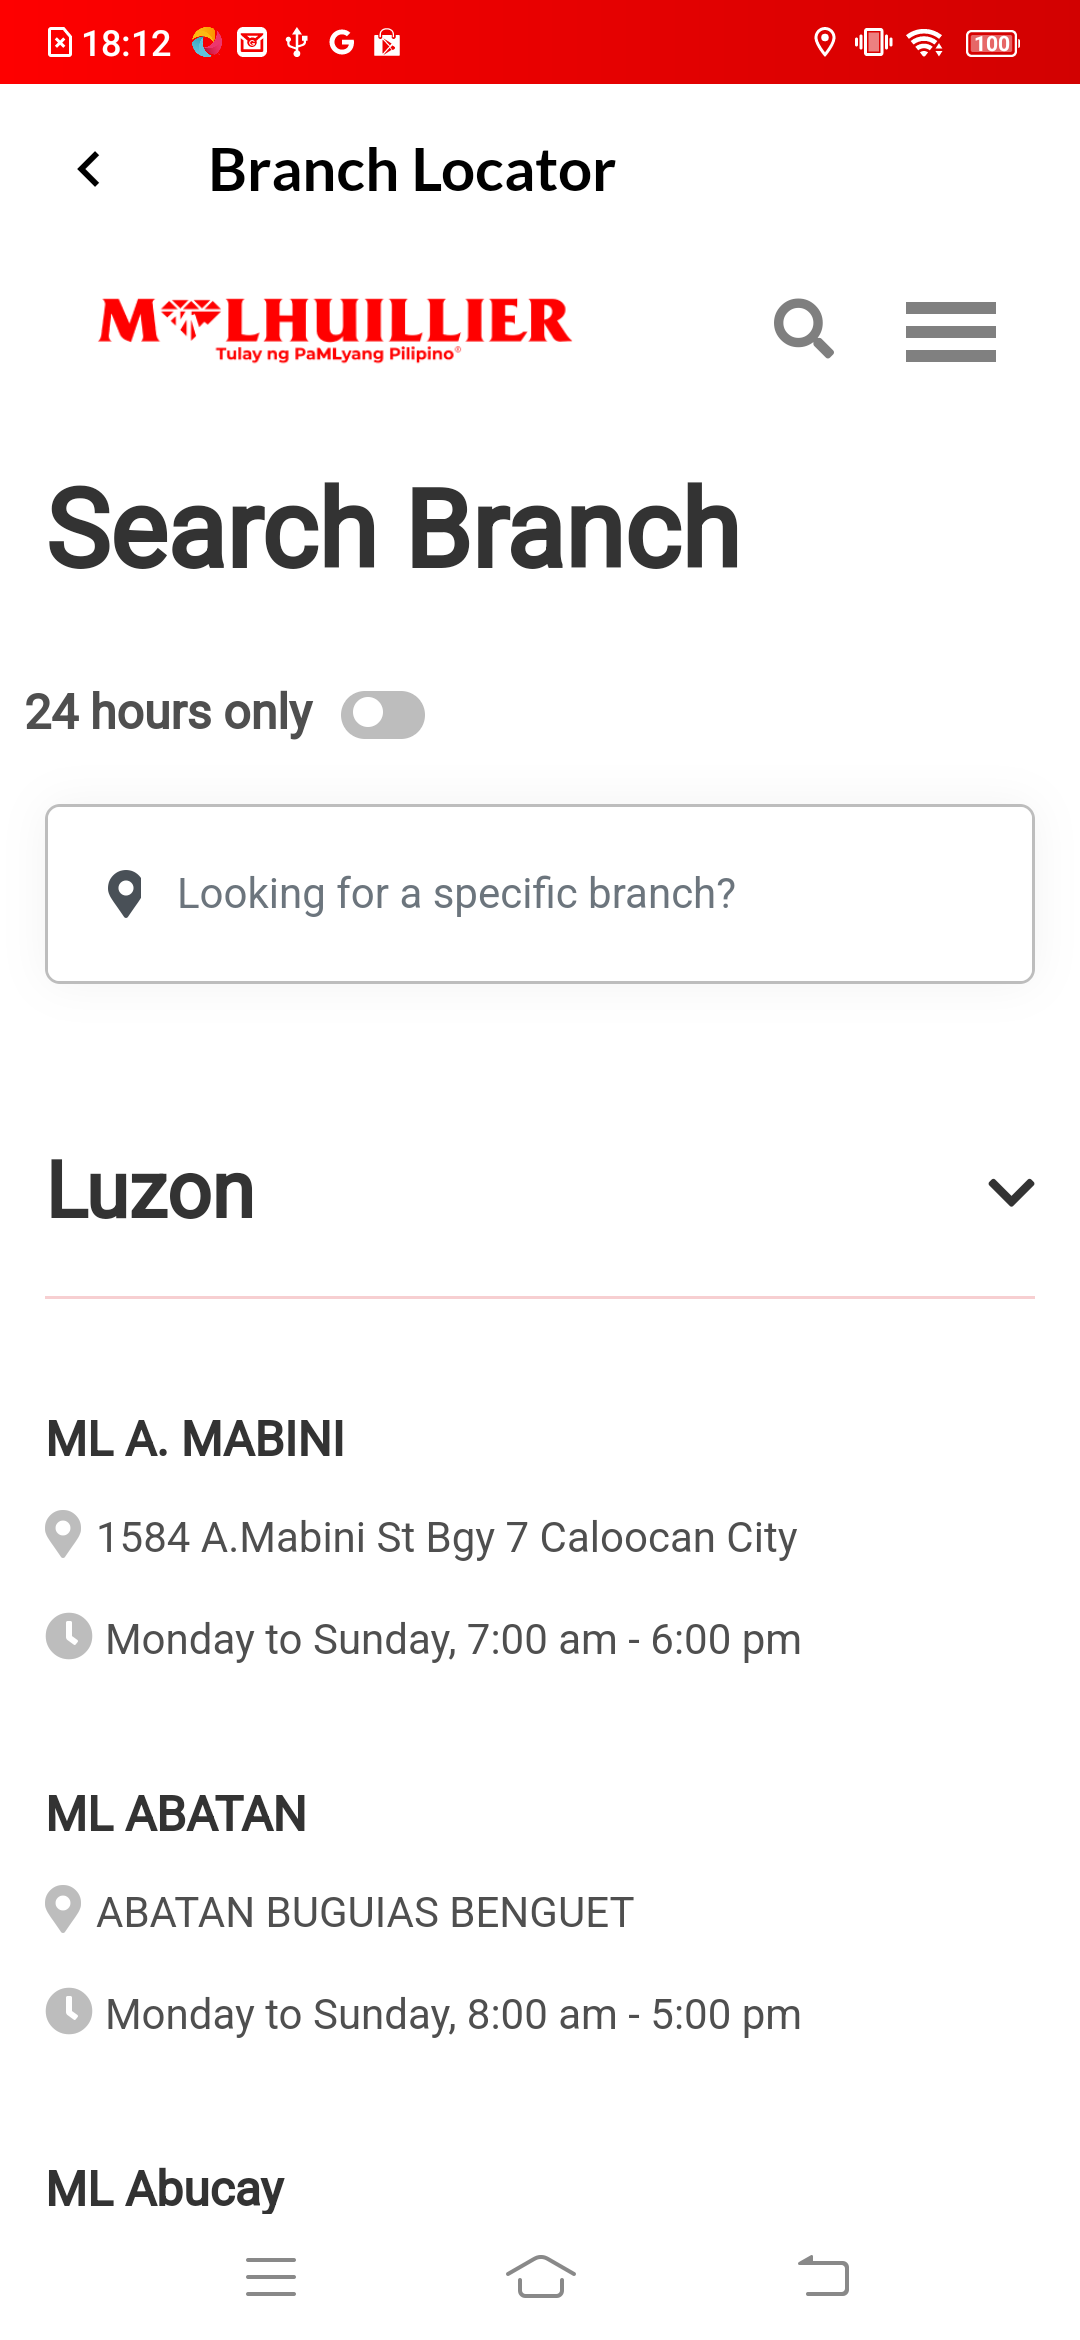 18:12
100
Branch Locator
M LHUILLIER
Tulay ng PaMLyang Pilipino®
Search Branch
24 hours only
Looking for a specific branch?
Luzon
ML A. MABINI
1584 A.Mabini St Bgy 7 Caloocan City
Monday to Sunday, 7:00 am - 6:00 pm
ML ABATAN
ABATAN BUGUIAS BENGUET
Monday to Sunday, 8:00 am - 5:00 pm
ML Abucay